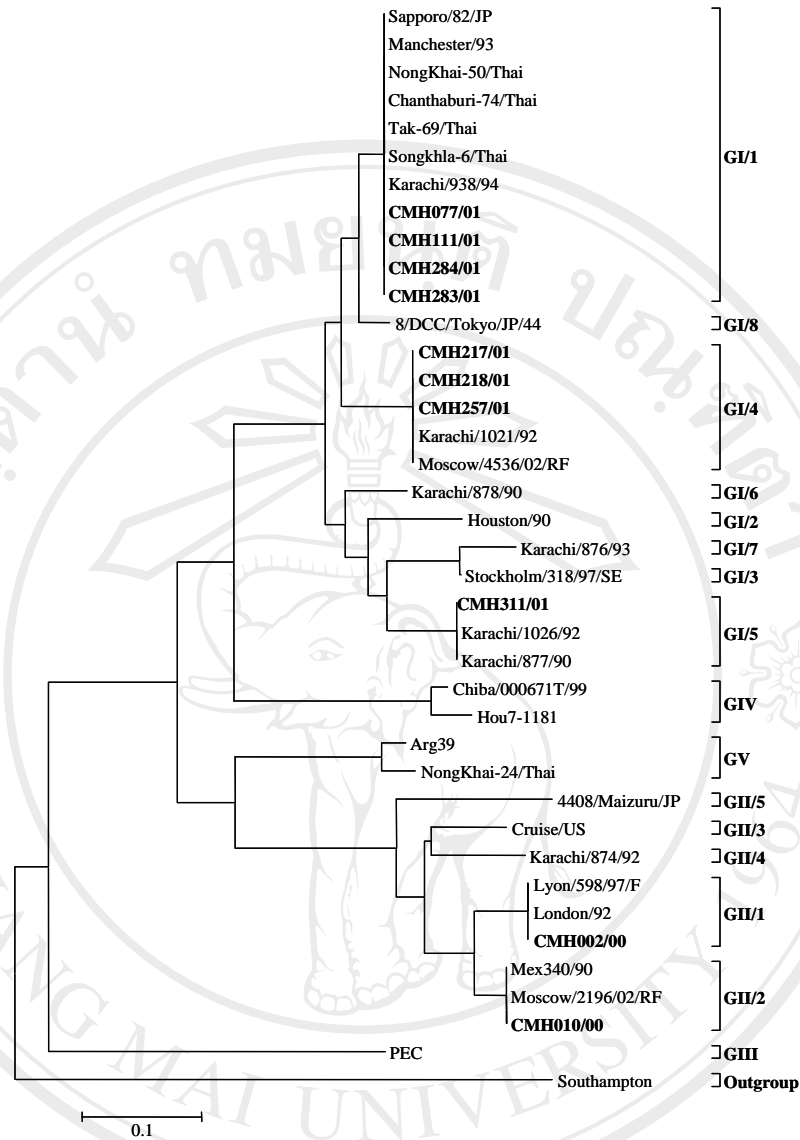 Sapporo/82/JP
Manchester/93
NongKhai-50/Thai
Chanthaburi-74/Thai
Tak-69/Thai
Songkhla-6/Thai
GI/1
Karachi/938/94
CMH077/01
CMH111/01
CMH284/01
CMH283/01
8/DCC/Tokyo/JP/44
GI/8
CMH217/01
CMH218/01
CMH257/01
GI/4
Karachi/1021/92
Moscow/4536/02/RF
Karachi/878/90
GI/6
Houston/90
GI/2
Karachi/876/93
GI/7
Stockholm/318/97/SE
GI/3
CMH311/01
Karachi/1026/92
GI/5
Karachi/877/90
Chiba/000671T/99
GIV
Hou7-1181
Arg39
GV
NongKhai-24/Thai
4408/Maizuru/JP
GII/5
Cruise/US
GII/3
Karachi/874/92
GII/4
Lyon/598/97/F
London/92
GII/1
CMH002/00
Mex340/90
Moscow/2196/02/RF
GII/2
CMH010/00
PEC
GIII
Southampton
Outgroup
0.1
ANG MAI UNIVERSITY 1964